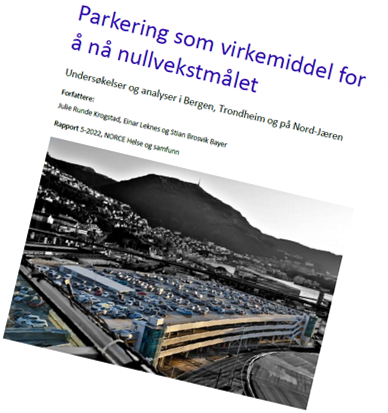 Parkering som virkemiddel for
å nå nullvekstmålet
Undersøkelser og analyser i Bergen, Trondheim og på Nord-Jæren
Forfattere:
Julie Runde Krogstad, Einar Leknes og Stian Brosvik Bayer
Rapport 5-2022, NORCE Helse og samfunn